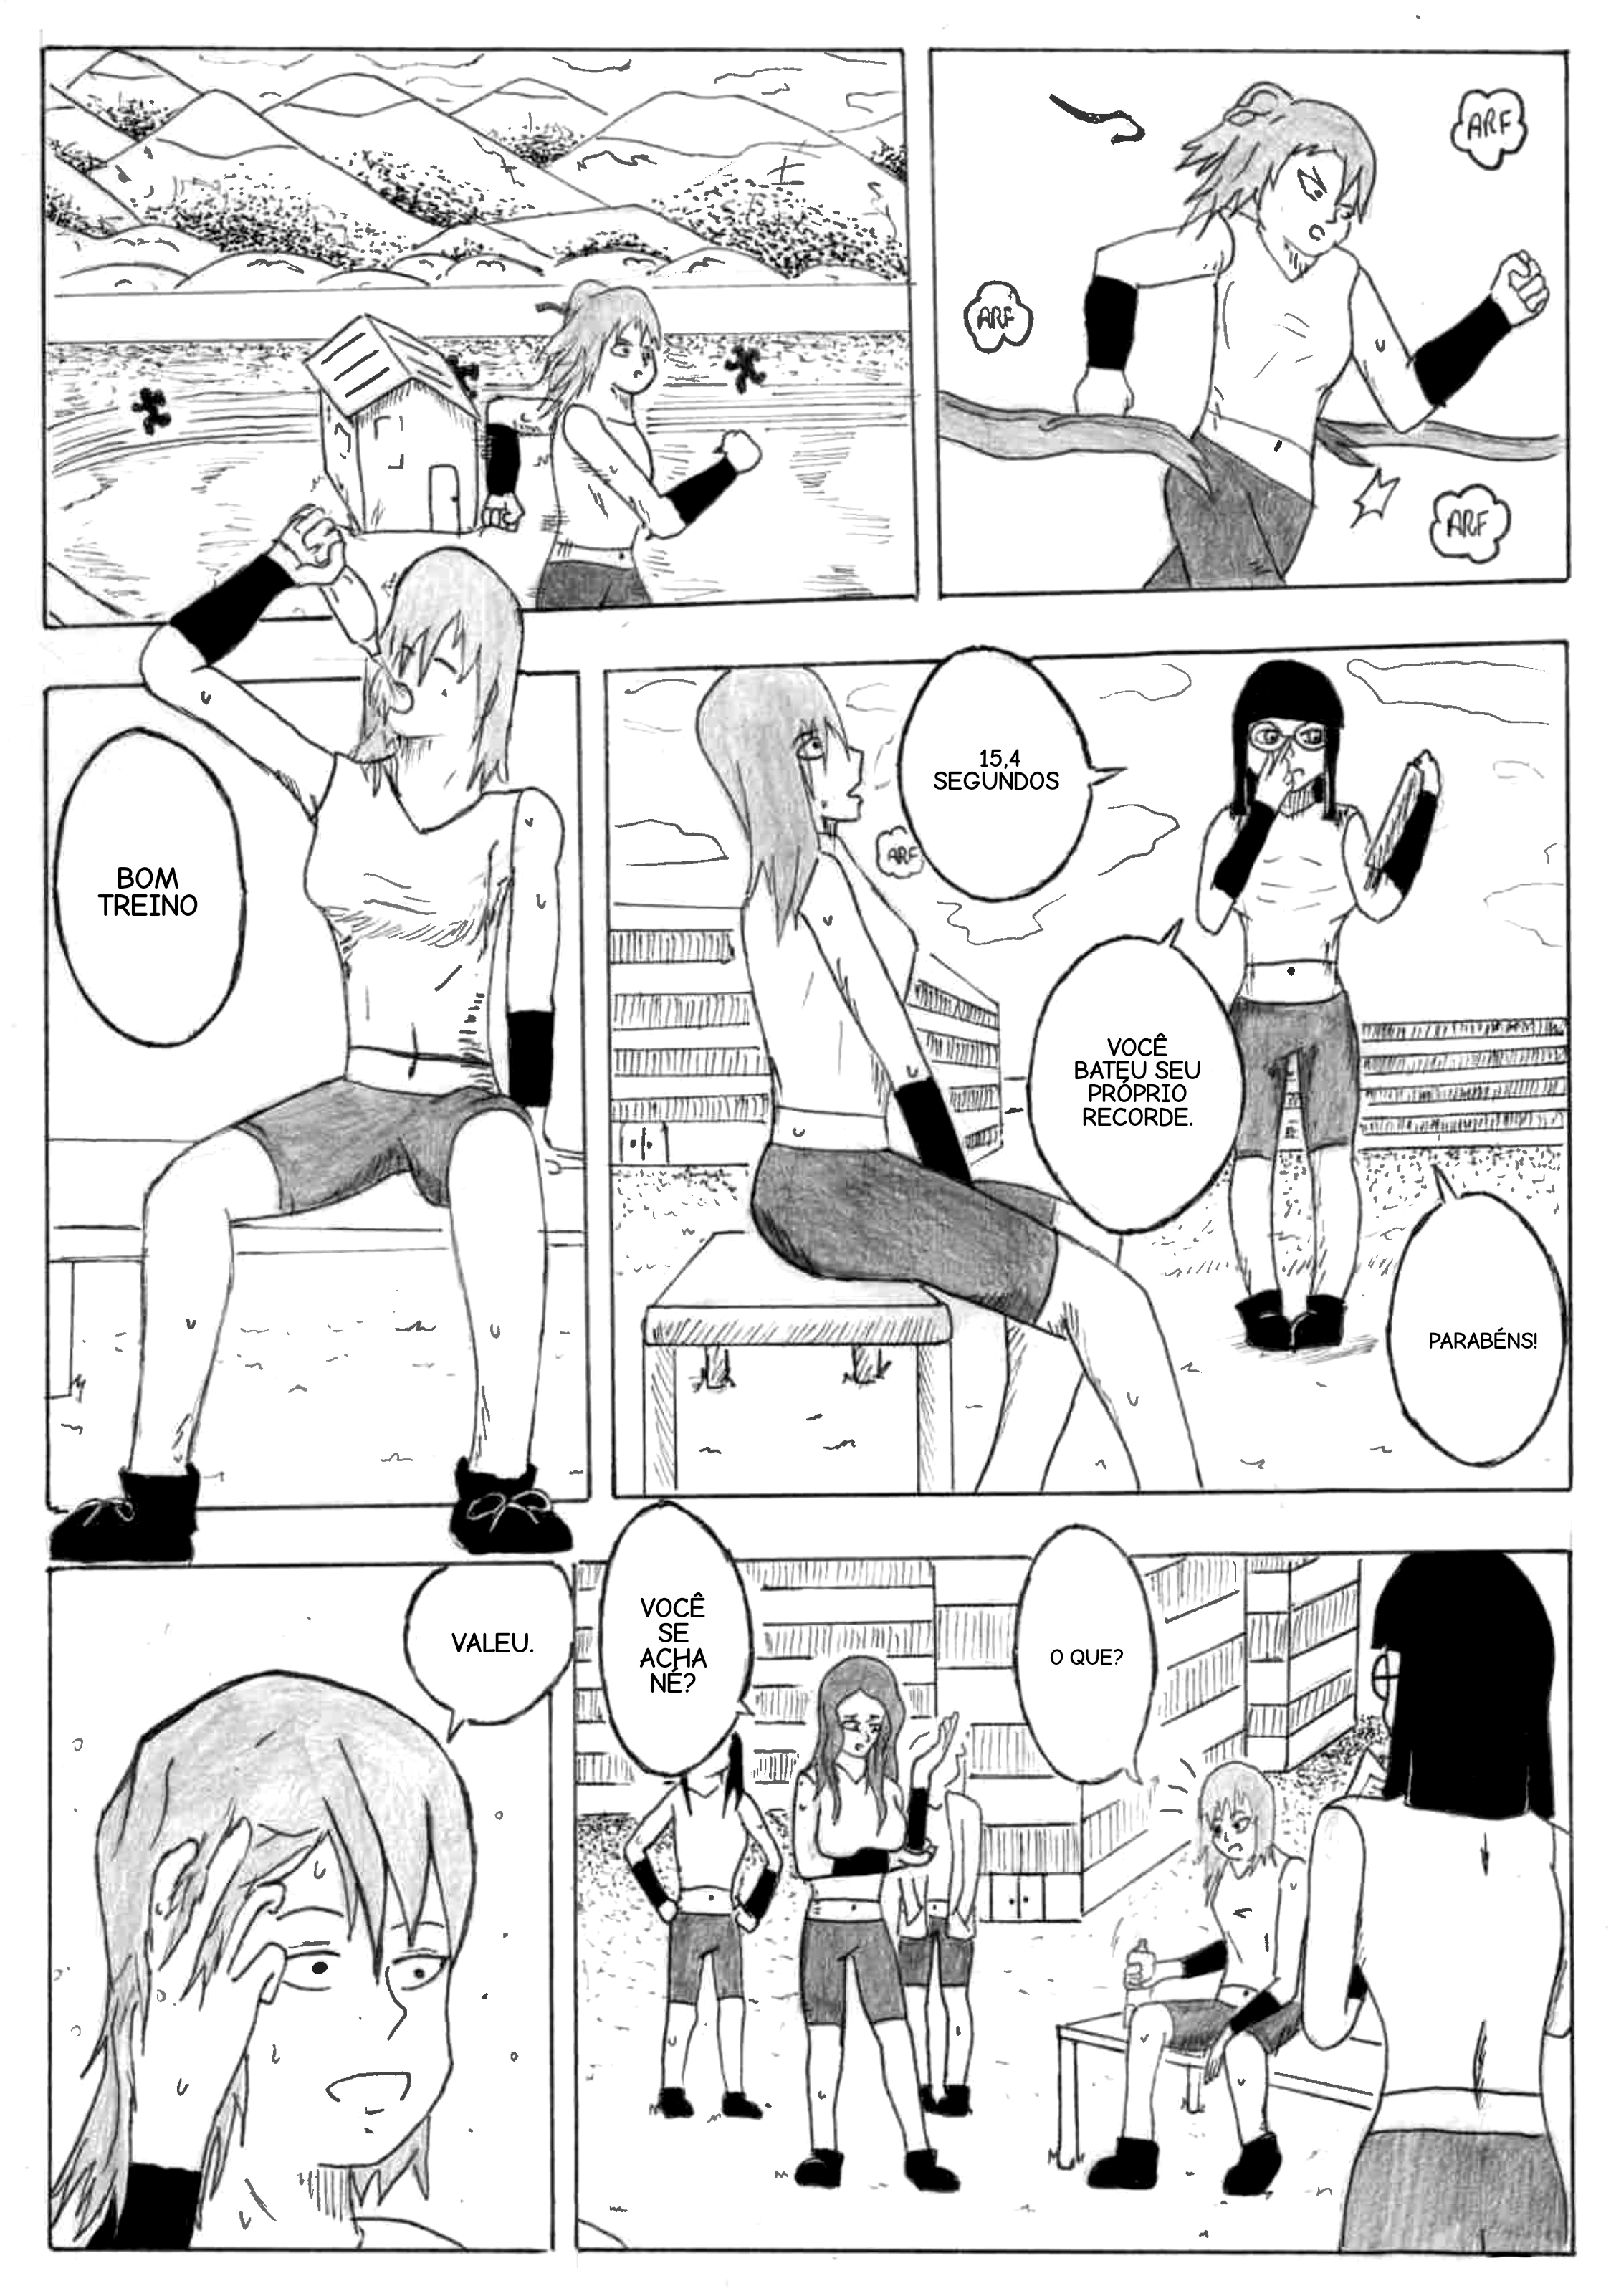 ARF
ARF
ARF
BOM
TREINO
15,4
SEGUNDOS
ARF
VOCÊ
BATEU SEU
PRÓPRIO
RECORDE.
PARABÉNS!
VALEU.
VOCÊ
SE
ACHA
NÉ?
O QUE?